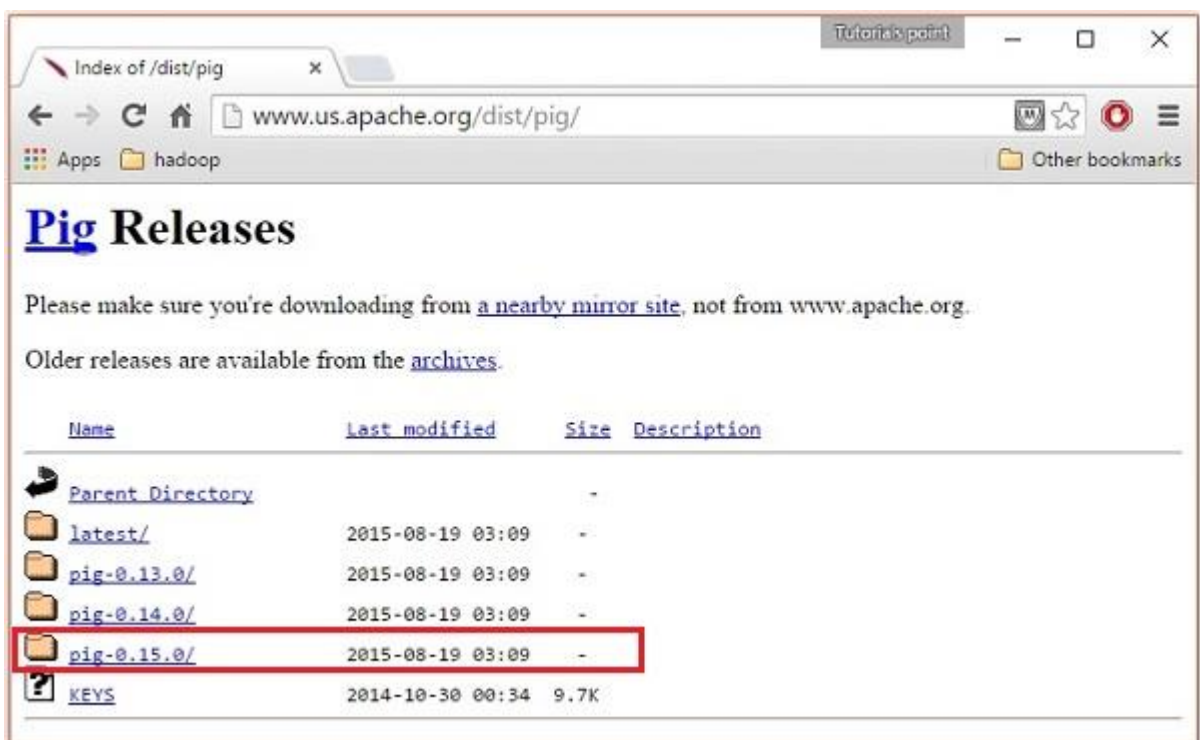 Tutorials point
Index of /dist/pig
www.us.apache.org/dist/pig/
Apps hadoop Other bookmarks
Pig Releases
Please make sure you're downloading from a nearby mirror site, not from www.apache.org.
Older releases are available from the archives.
Name Last modified Size Description
Parent Directory -
latest/ 2015-08-19 03:09 -
pig-0.13.0/ 2015-08-19 03:09 -
pig-0.14.0/ 2015-08-19 03:09 -
pig-0.15.0/ 2015-08-19 03:09 -
KEYS 2014-10-30 00:34 9.7K